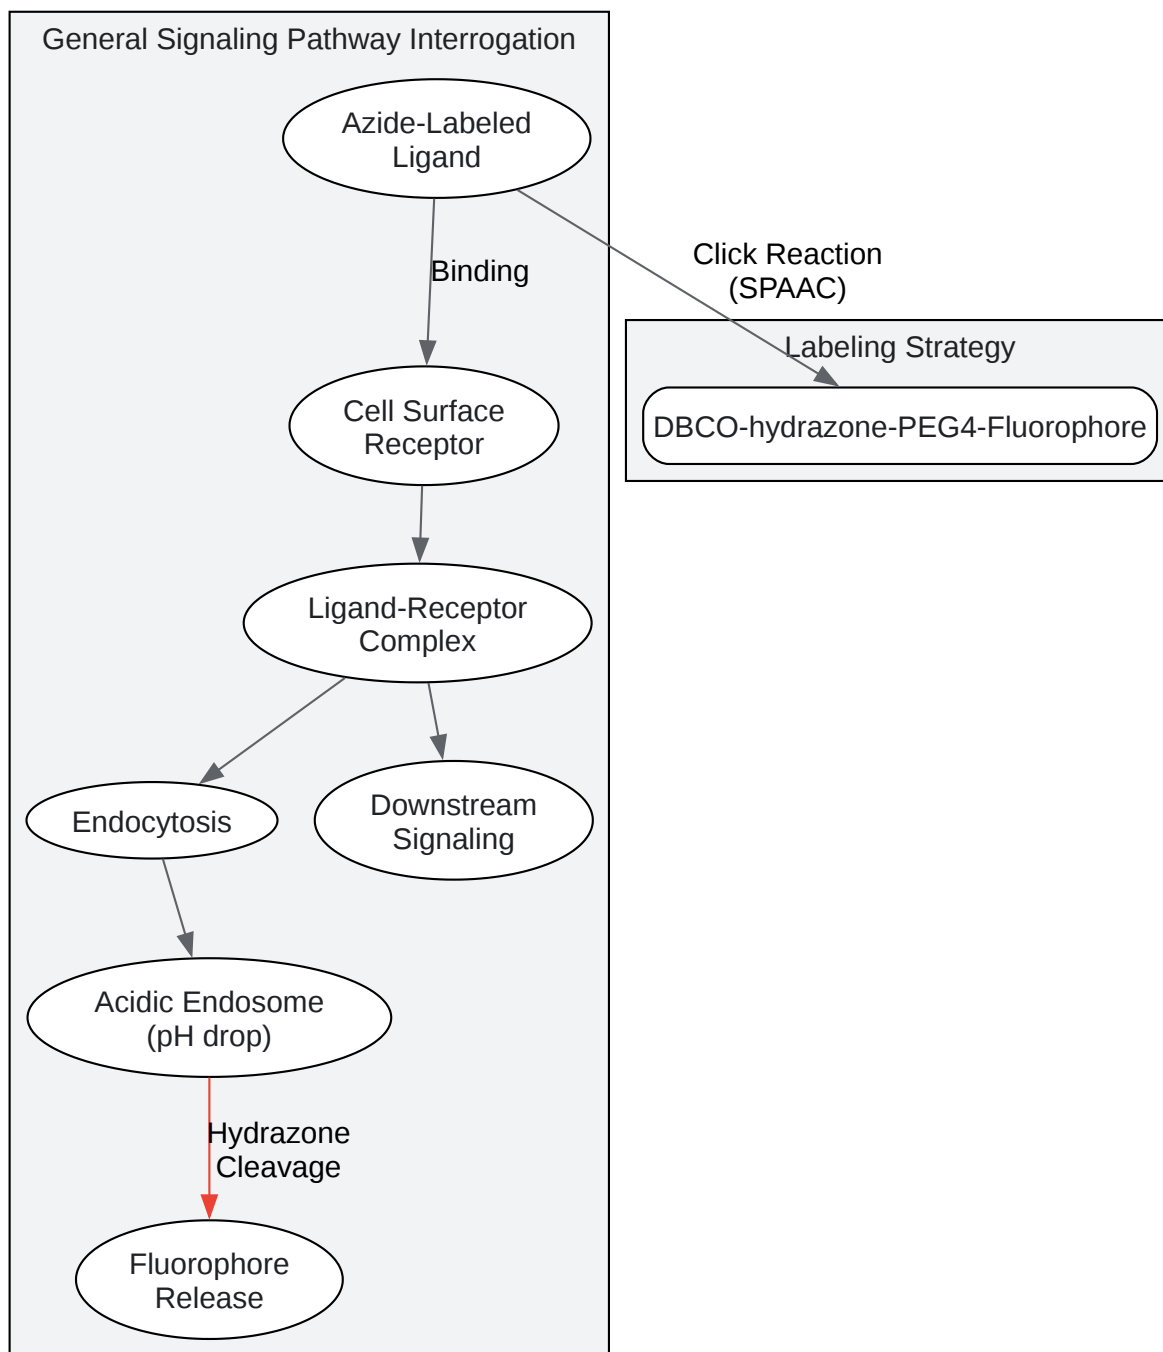 General Signaling Pathway Interrogation
Azide-Labeled
Ligand
Binding
Click Reaction
(SPAAC)
Labeling Strategy
DBCO-hydrazone-PEG4-Fluorophore
Cell Surface
Receptor
Ligand-Receptor
Complex
Endocytosis
Downstream
Signaling
Acidic Endosome
(pH drop)
Hydrazone
Cleavage
Fluorophore
Release